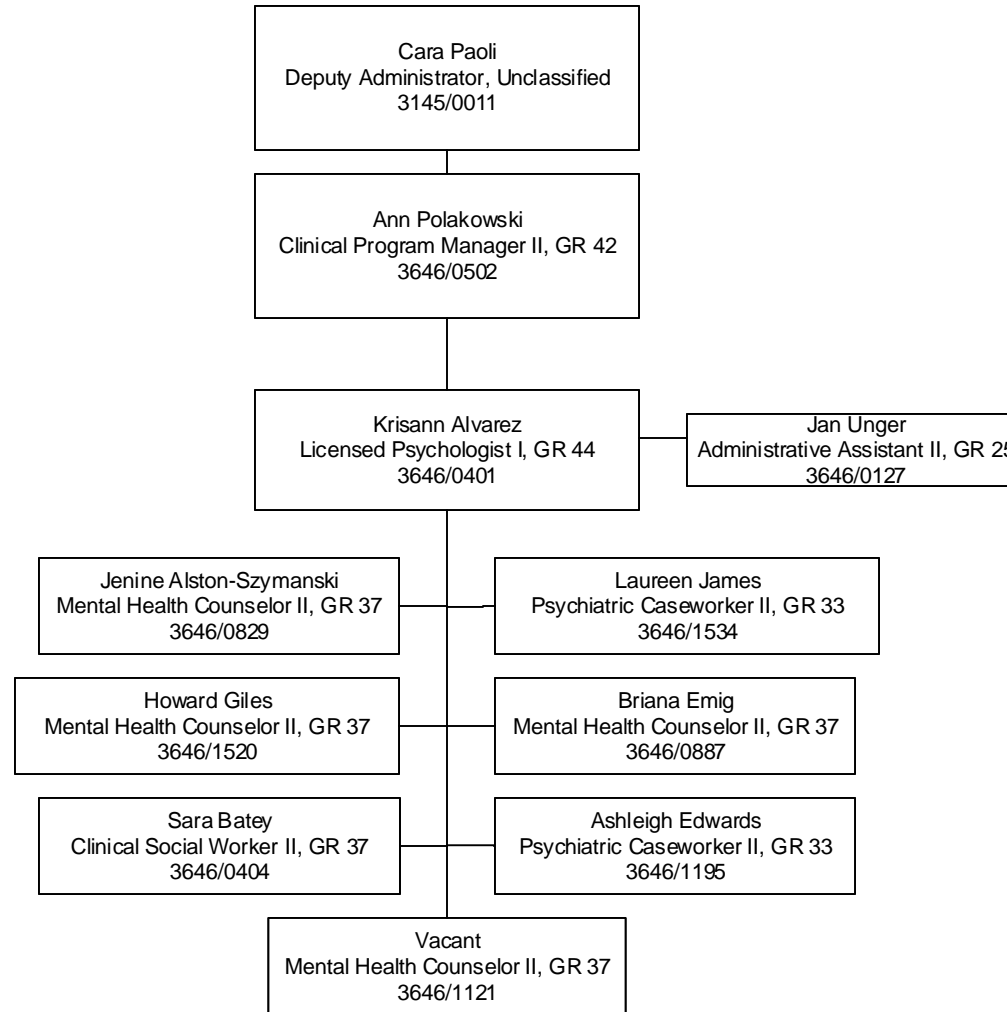 Cara Paoli
Deputy Administrator, Unclassified
3145/0011
Ann Polakowski
Clinical Program Manager II, GR 42
3646/0502
Krisann Alvarez
Licensed Psychologist I, GR 44
3646/0401
Jan Unger
Administrative Assistant II, GR 25
3646/0127
Jenine Alston-Szymanski
Mental Health Counselor II, GR 37
3646/0829
Laureen James
Psychiatric Caseworker II, GR 33
3646/1534
Howard Giles
Mental Health Counselor II, GR 37
3646/1520
Briana Emig
Mental Health Counselor II, GR 37
3646/0887
Sara Batey
Clinical Social Worker II, GR 37
3646/0404
Ashleigh Edwards
Psychiatric Caseworker II, GR 33
3646/1195
Vacant
Mental Health Counselor II, GR 37
3646/1121